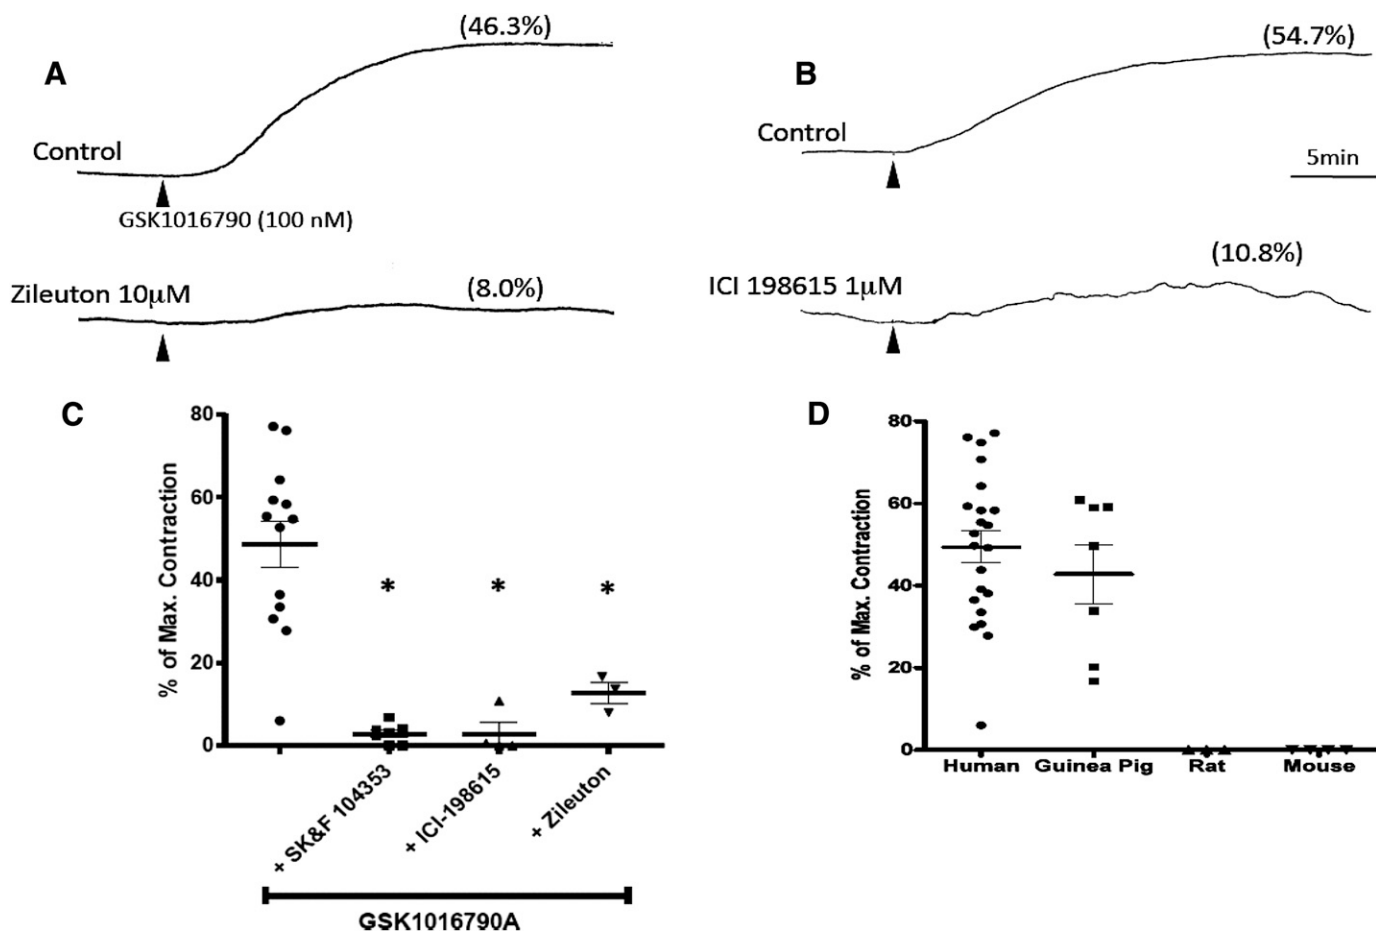 A
(46.3%)
Control
GSK1016790 (100 nM)
Zileuton 10μM
(8.0%)
B
(54.7%)
Control
5min
ICI 198615 1μM
(10.8%)
C
% of Max. Contraction
80
60
40
20
0
*
*
*
+ SK&F 104353
+ ICI-198615
+ Zileuton
GSK1016790A
D
% of Max. Contraction
80
60
40
20
0
Human
Guinea Pig
Rat
Mouse